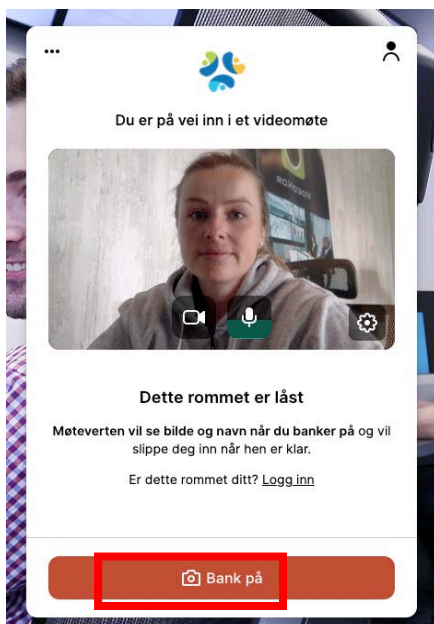 Du er på vei inn i et videomøte
VIDEONOR
Dette rommet er låst
Møteverten vil se bilde og navn når du banker på og vil
slippe deg inn når hen er klar.
Er dette rommet ditt? Logg inn
Bank på